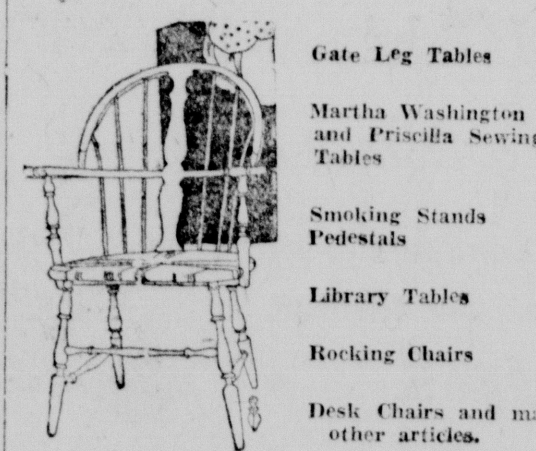 Gate Leg Tables
Martha Washington
and Priscilla Sewing
Tables
Smoking Stands
Pedestals
Library Tables
Rocking Chairs
Desk Chairs and ma
other articles.